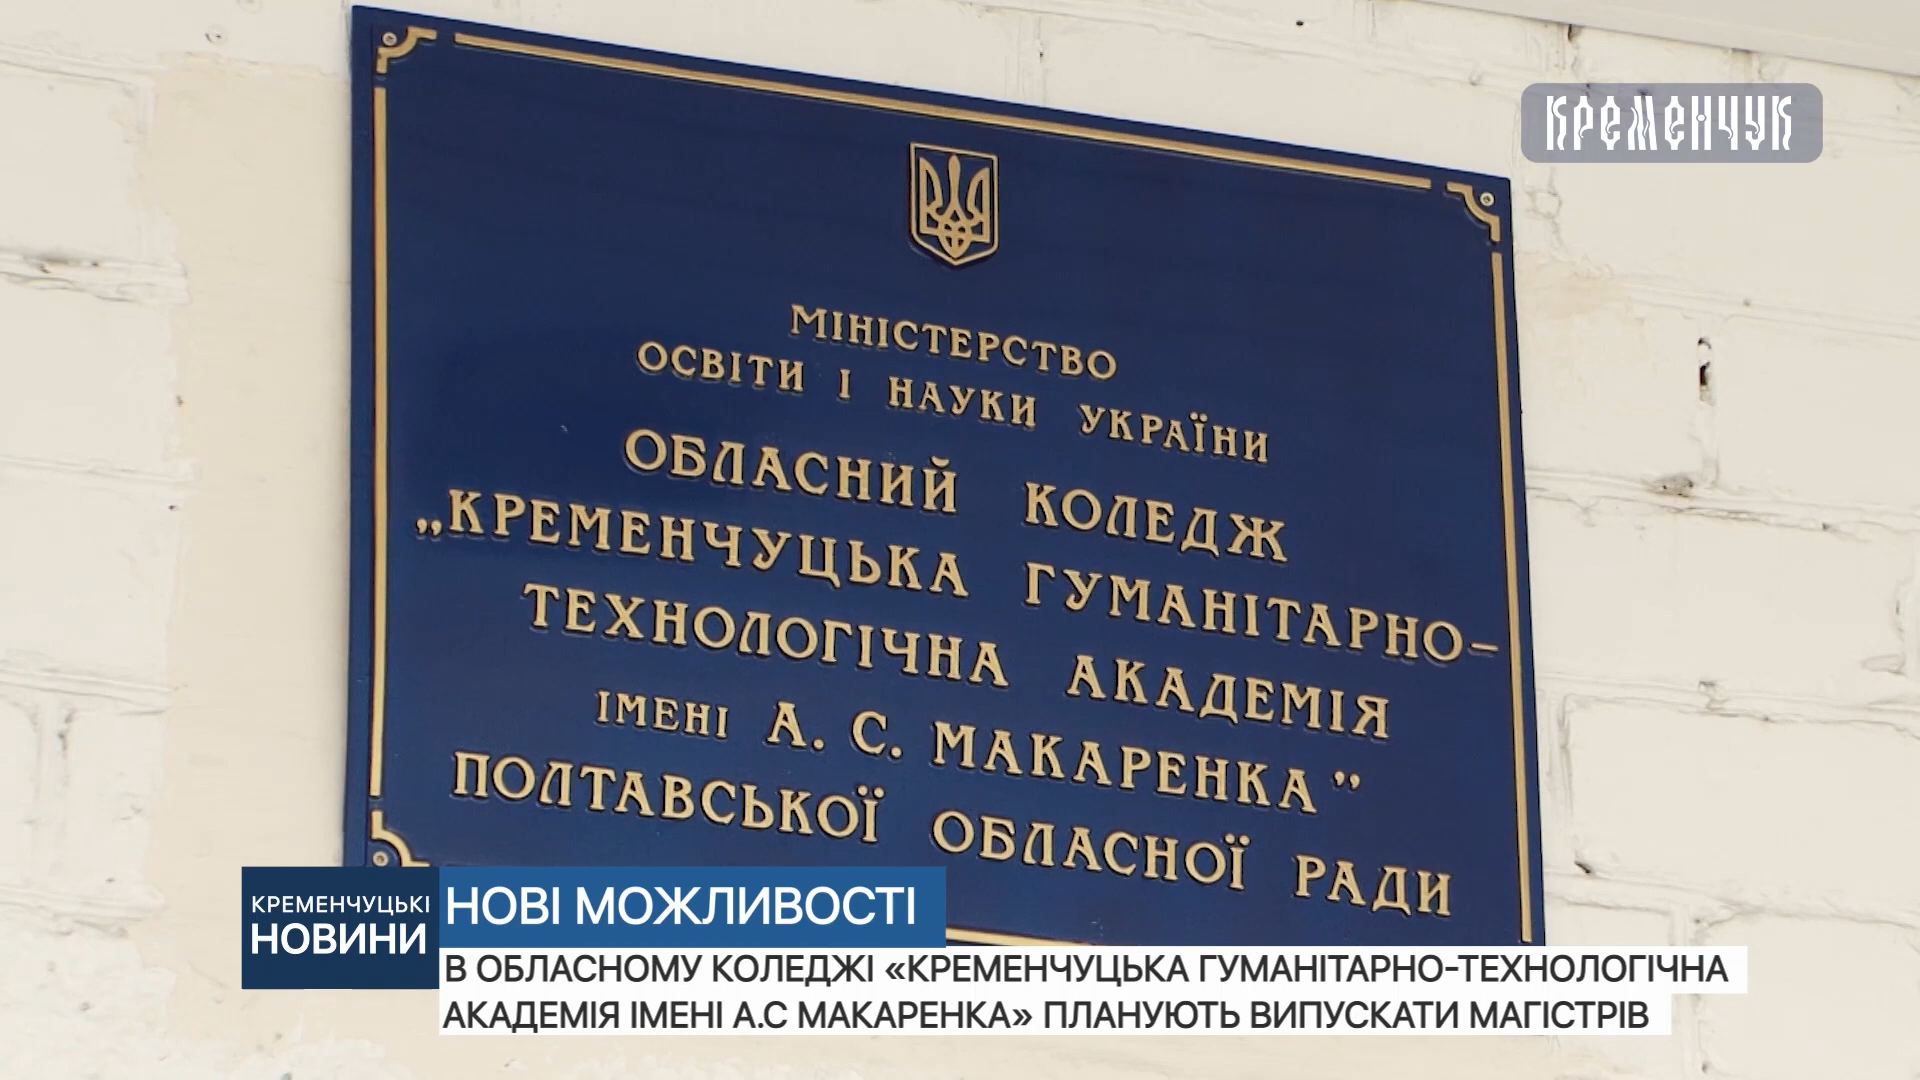 КРЕМЕНЧУК
МІНІСТЕРСТВО
ОСВІТИ І НАУКИ УКРАЇНИ
ОБЛАСНИЙ КОЛЕДЖ
„КРЕМЕНЧУЦЬКА ГУМАНІТАРНО-
ТЕХНОЛОГІЧНА АКАДЕМІЯ
ІМЕНІ А. С. МАКАРЕНКА”
ПОЛТАВСЬКОЇ ОБЛАСНОЇ РАДИ
КРЕМЕНЧУЦЬКІ
НОВИНИ
НОВІ МОЖЛИВОСТІ
В ОБЛАСНОМУ КОЛЕДЖІ «КРЕМЕНЧУЦЬКА ГУМАНІТАРНО-ТЕХНОЛОГІЧНА
АКАДЕМІЯ ІМЕНІ А.С МАКАРЕНКА» ПЛАНУЮТЬ ВИПУСКАТИ МАГІСТРІВ